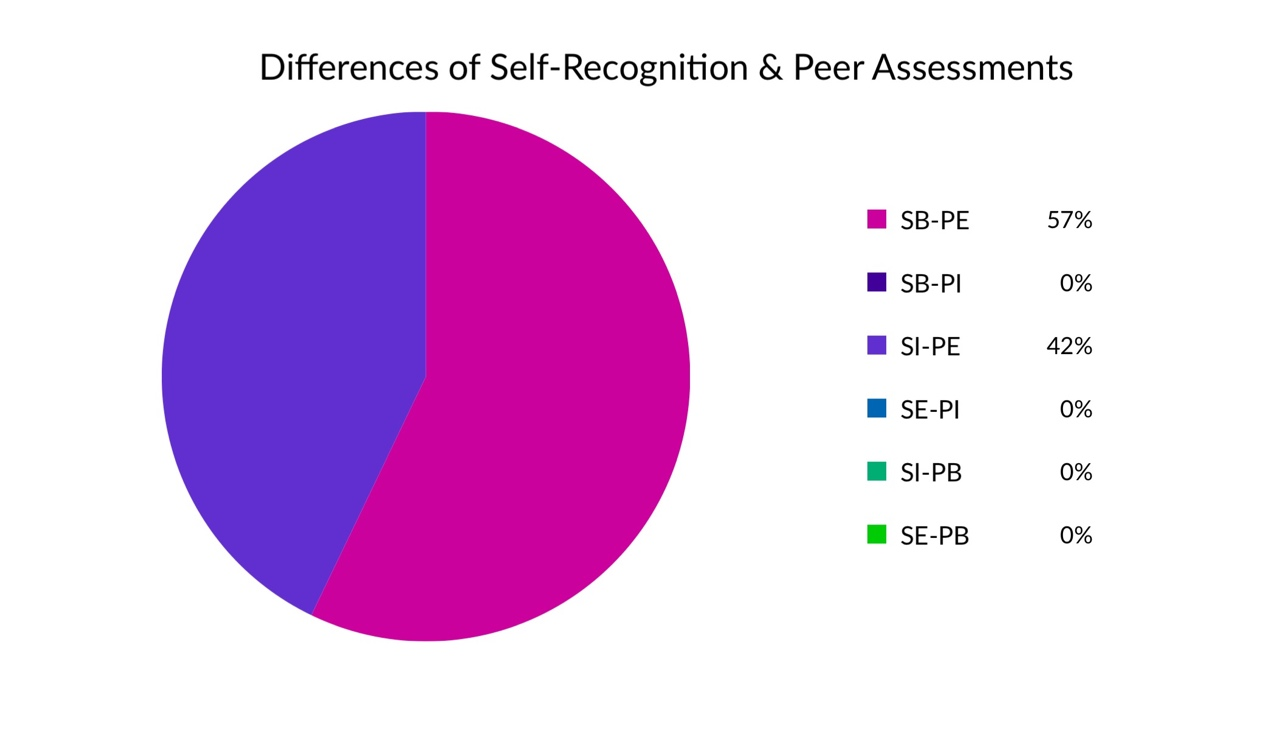 Differences of Self-Recognition & Peer Assessments
SB-PE 57%
SB-PI 0%
SI-PE 42%
SE-PI 0%
SI-PB 0%
SE-PB 0%